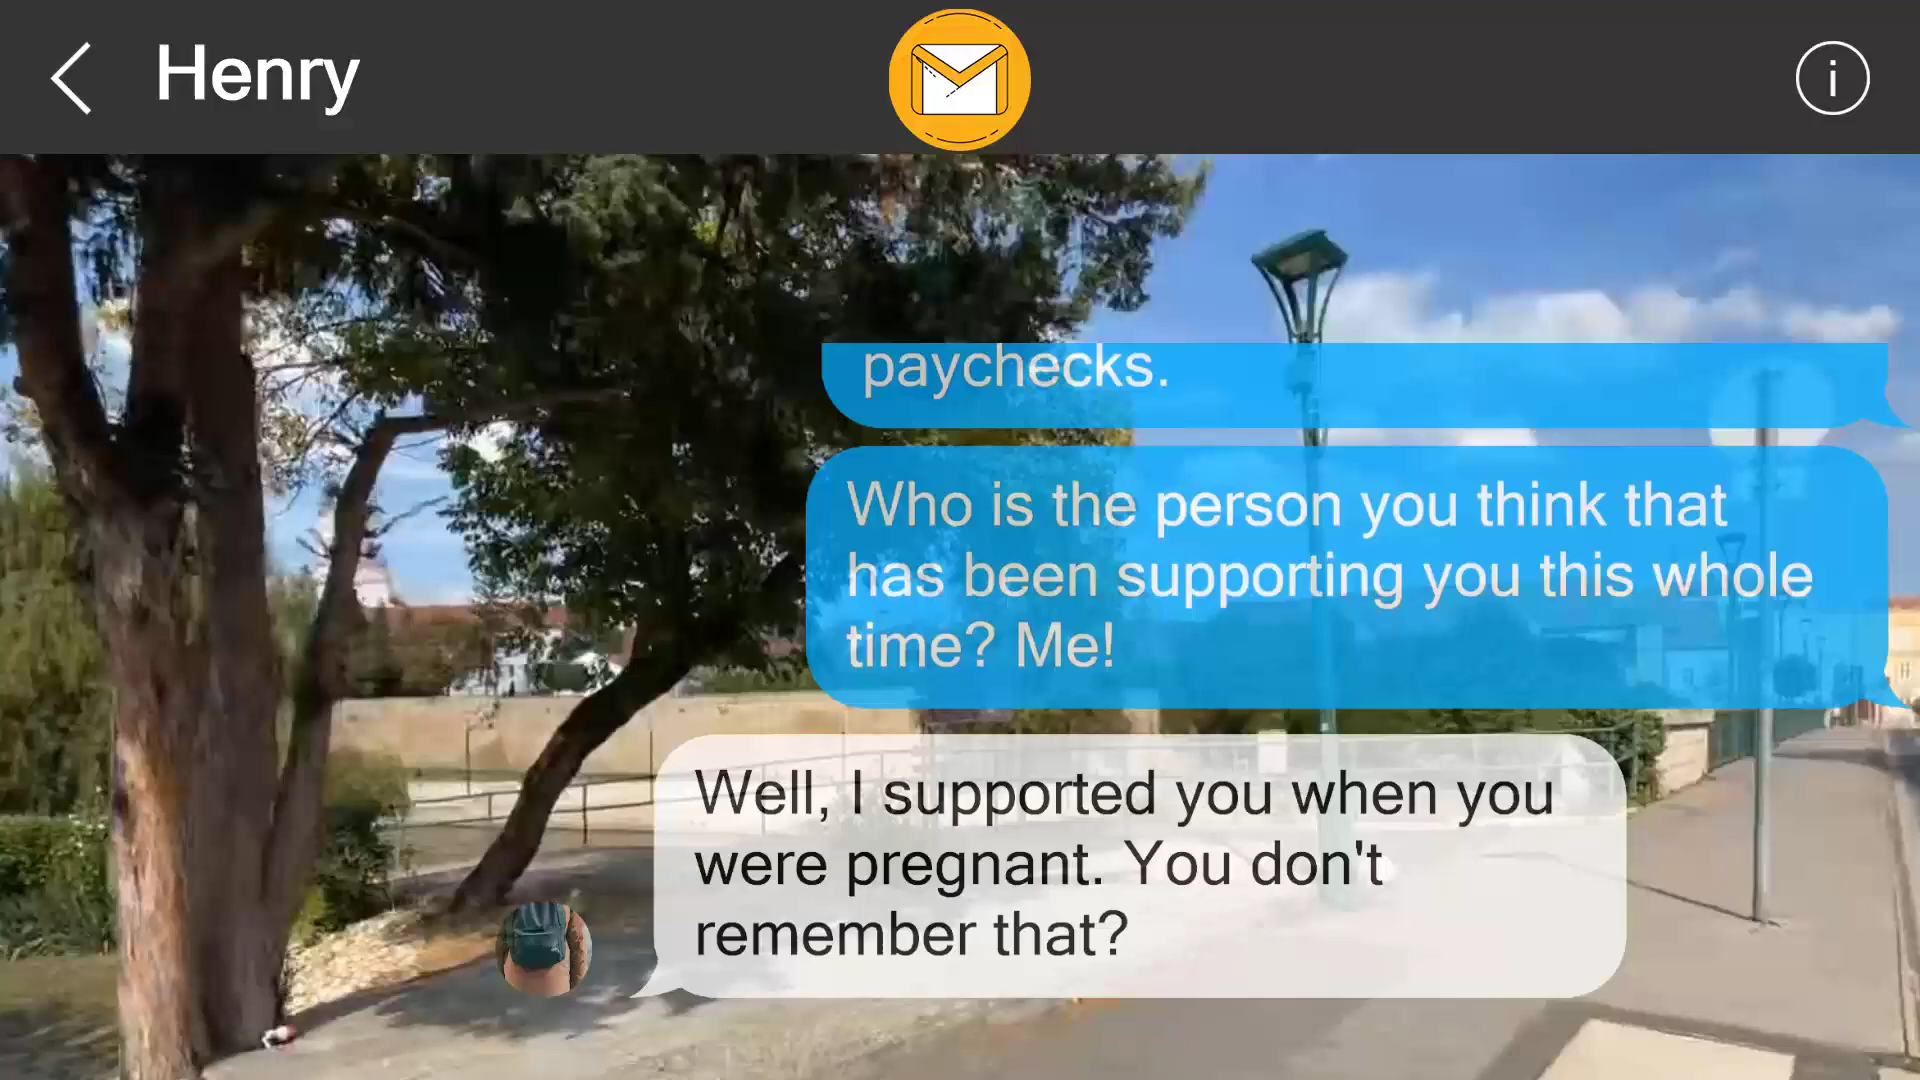 Henry
i
paychecks.
Who is the person you think that
has been supporting you this whole
time? Me!
Well, I supported you when you
were pregnant. You don't
remember that?